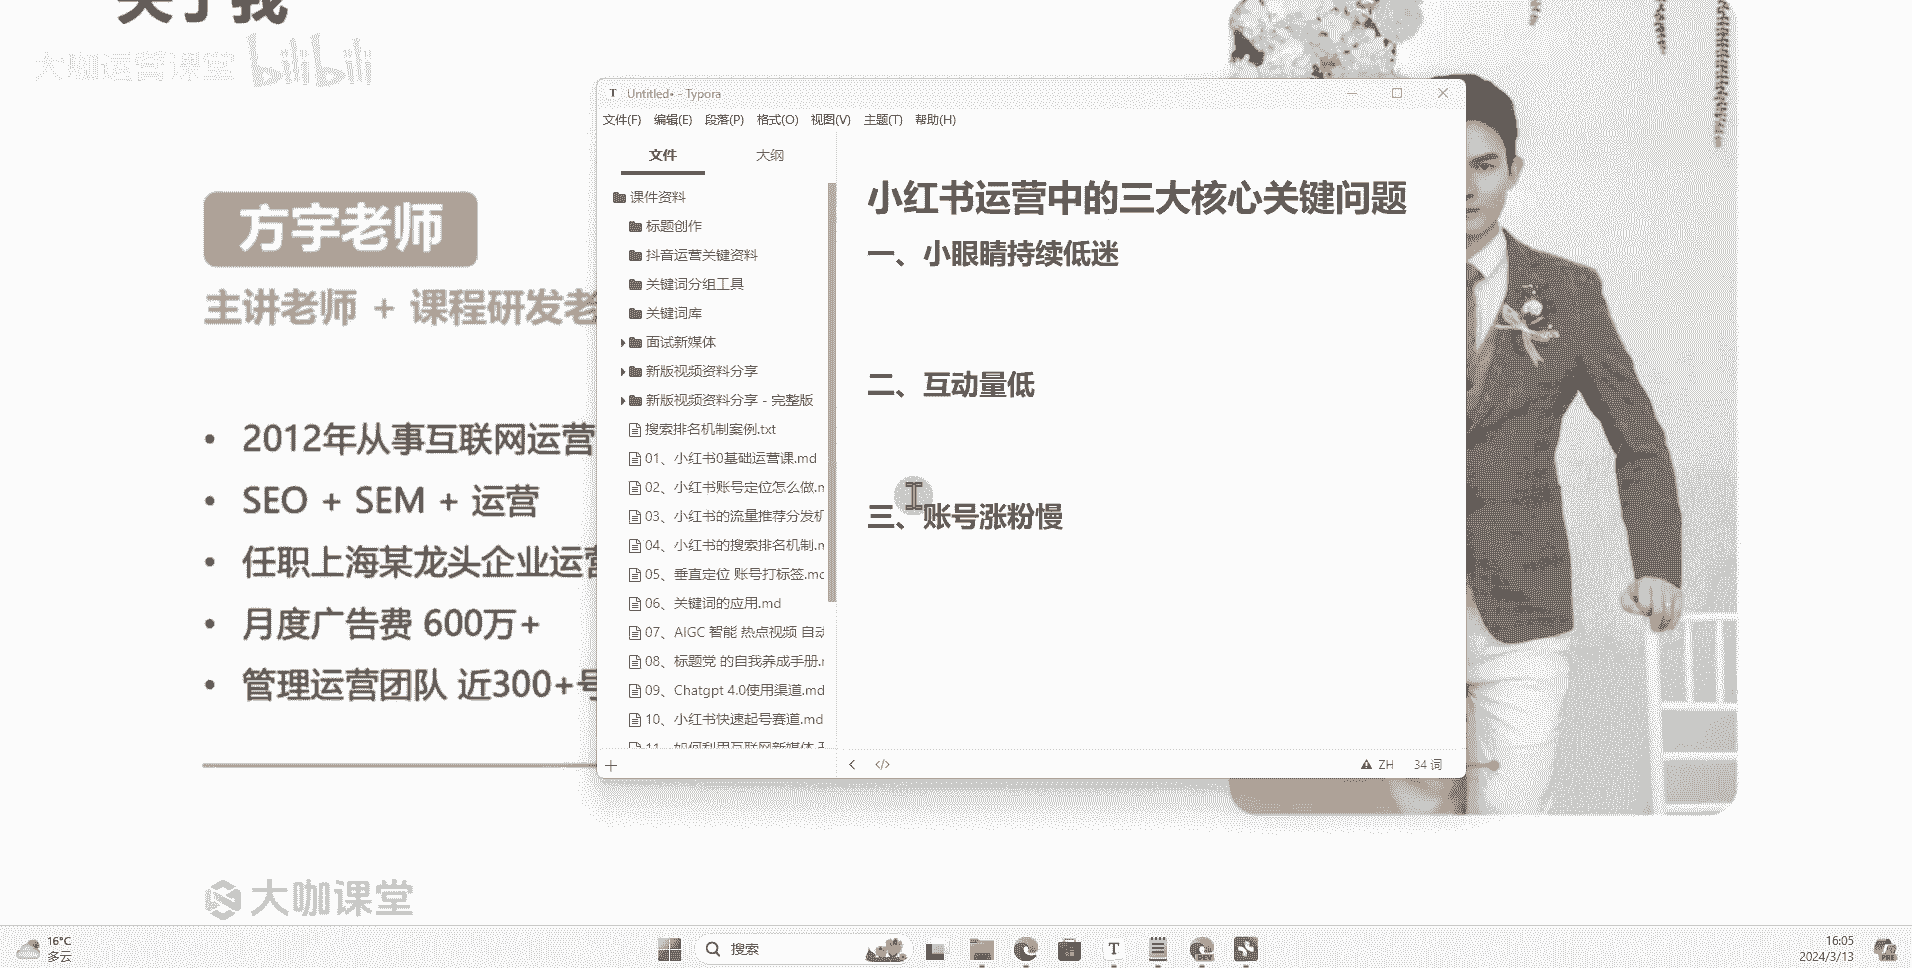 关于我
大咖运营课堂 bilibili
方宇老师
主讲老师 + 课程研发老
2012年从事互联网运营
SEO + SEM + 运营
任职上海某龙头企业运营
月度广告费 600万+
管理运营团队 近300+号
大咖课堂
Untitled• - Typora
文件(F) 编辑(E) 段落(P) 格式(O) 视图(V) 主题(T) 帮助(H)
文件 大纲
课件资料
标题创作
抖音运营关键资料
关键词分组工具
关键词库
面试新媒体
新版视频资料分享
新版视频资料分享 - 完整版
搜索排名机制案例.txt
01、小红书0基础运营课.md
02、小红书账号定位怎么做.m
03、小红书的流量推荐分发机
04、小红书的搜索排名机制.m
05、垂直定位 账号打标签.mc
06、关键词的应用.md
07、AIGC 智能 热点视频 自动
08、标题党 的自我养成手册.r
09、Chatgpt 4.0使用渠道.md
10、小红书快速起号赛道.md
11、如何利用互联网新媒体
小红书运营中的三大核心关键问题
一、小眼睛持续低迷
二、互动量低
三、账号涨粉慢
ZH 34 词
16°C
多云
搜索
16:05
2024/3/13